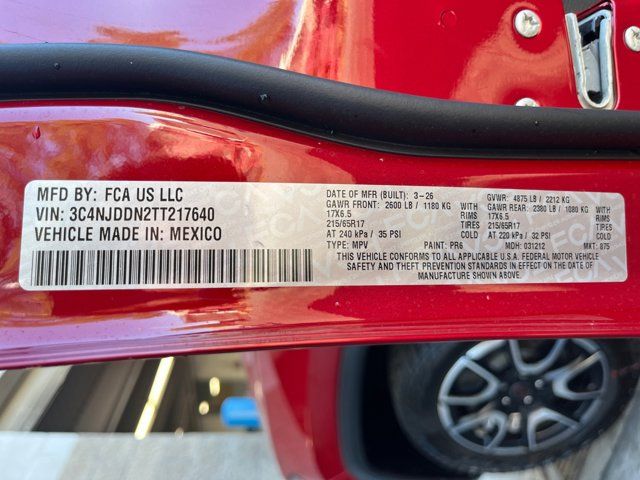 MFD BY: FCA US LLC
VIN: 3C4NJDDN2TT217640
VEHICLE MADE IN: MEXICO
DATE OF MFR (BUILT): 3-26
GAWR FRONT: 2600 LB / 1180 KG WITH
17X6.5 RIMS
215/65R17 TIRES
AT 240 kPa / 35 PSI COLD
TYPE: MPV PAINT: PR6
GVWR: 4875 LB / 2212 KG
GAWR REAR: 2380 LB / 1080 KG WITH
17X6.5 RIMS
215/65R17 TIRES
AT 220 kPa / 32 PSI COLD
MDH: 031212 MKT: 875
THIS VEHICLE CONFORMS TO ALL APPLICABLE U.S.A. FEDERAL MOTOR VEHICLE
SAFETY AND THEFT PREVENTION STANDARDS IN EFFECT ON THE DATE OF
MANUFACTURE SHOWN ABOVE.